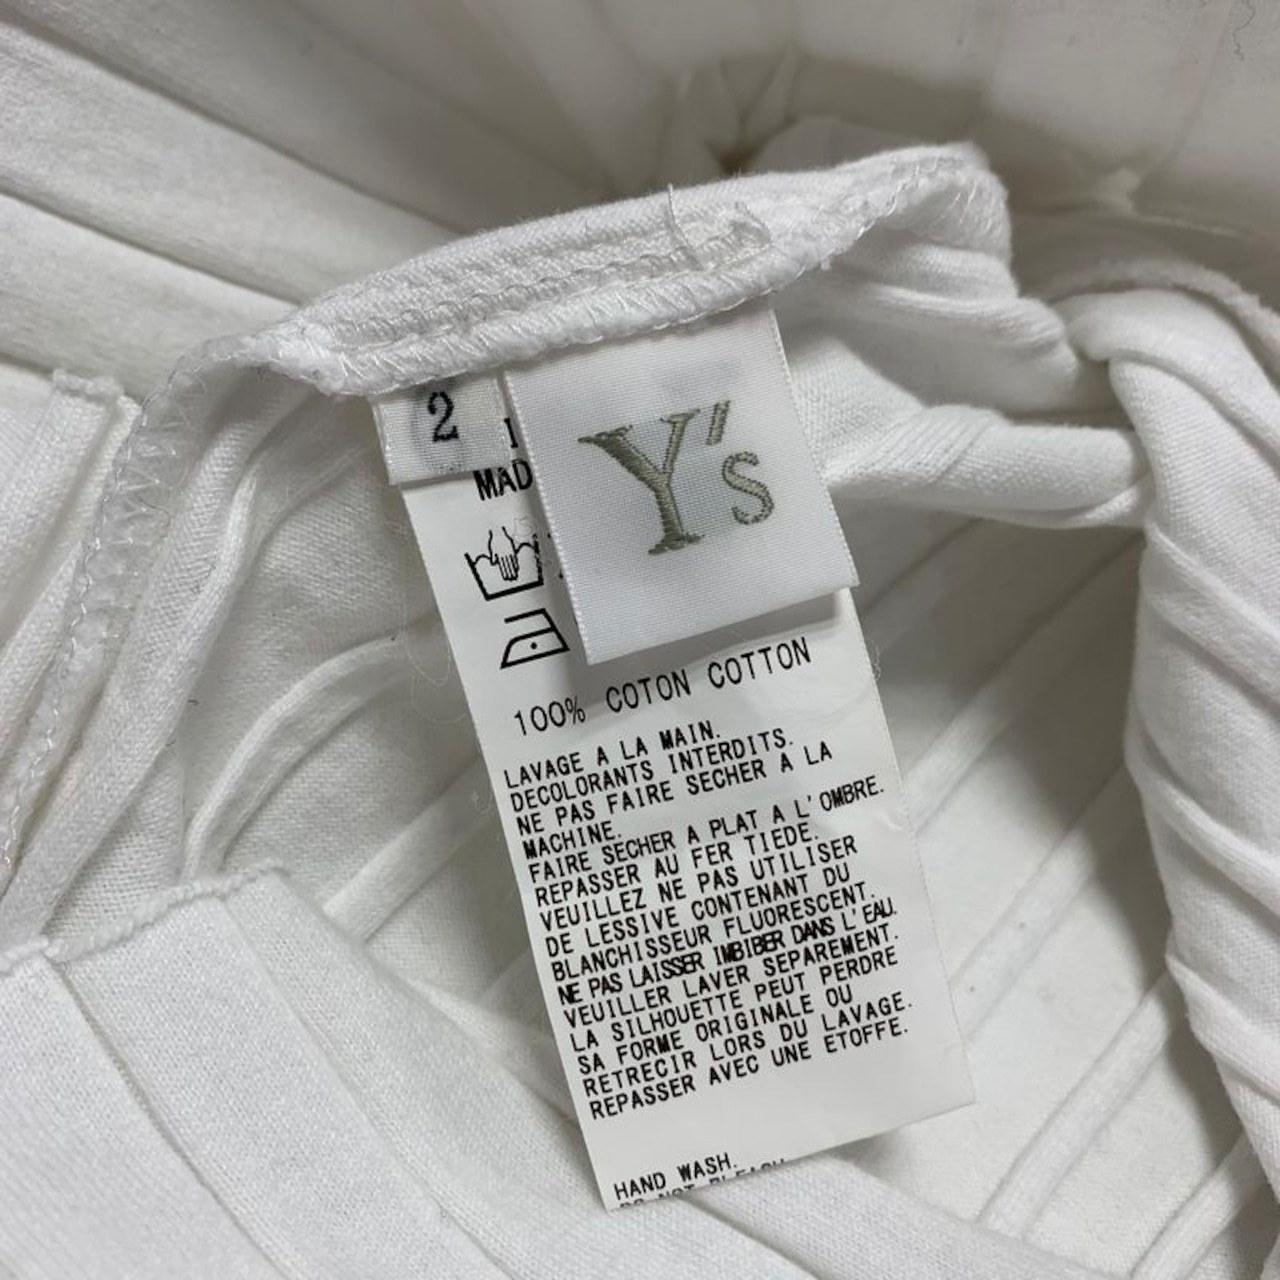 2
Y's
MAD
100% COTON COTTON
LAVAGE A LA MAIN.
DECOLORANTS INTERDITS.
NE PAS FAIRE SECHER A LA
MACHINE.
FAIRE SECHER A PLAT A L'OMBRE.
REPASSER AU FER TIEDE.
VEUILLEZ NE PAS UTILISER
DE LESSIVE CONTENANT DU
BLANCHISSEUR FLUORESCENT.
NE PAS LAISSER IMBIBER DANS L'EAU.
VEUILLER LAVER SEPAREMENT.
LA SILHOUETTE PEUT PERDRE
SA FORME ORIGINALE OU
RETRECIR LORS DU LAVAGE.
REPASSER AVEC UNE ETOFFE.
HAND WASH.
DO NOT BLEACH